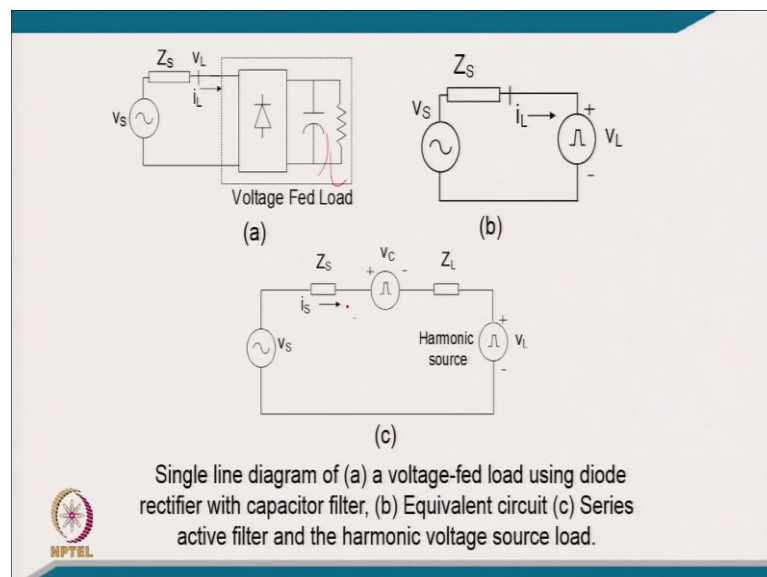 Zs vL
vs
iL
Voltage Fed Load
(a)
Zs
vs
iL
+
vL
-
(b)
vC
Zs + - ZL
is
vs
Harmonic
source
+
vL
-
(c)
Single line diagram of (a) a voltage-fed load using diode
rectifier with capacitor filter, (b) Equivalent circuit (c) Series
active filter and the harmonic voltage source load.
NPTEL